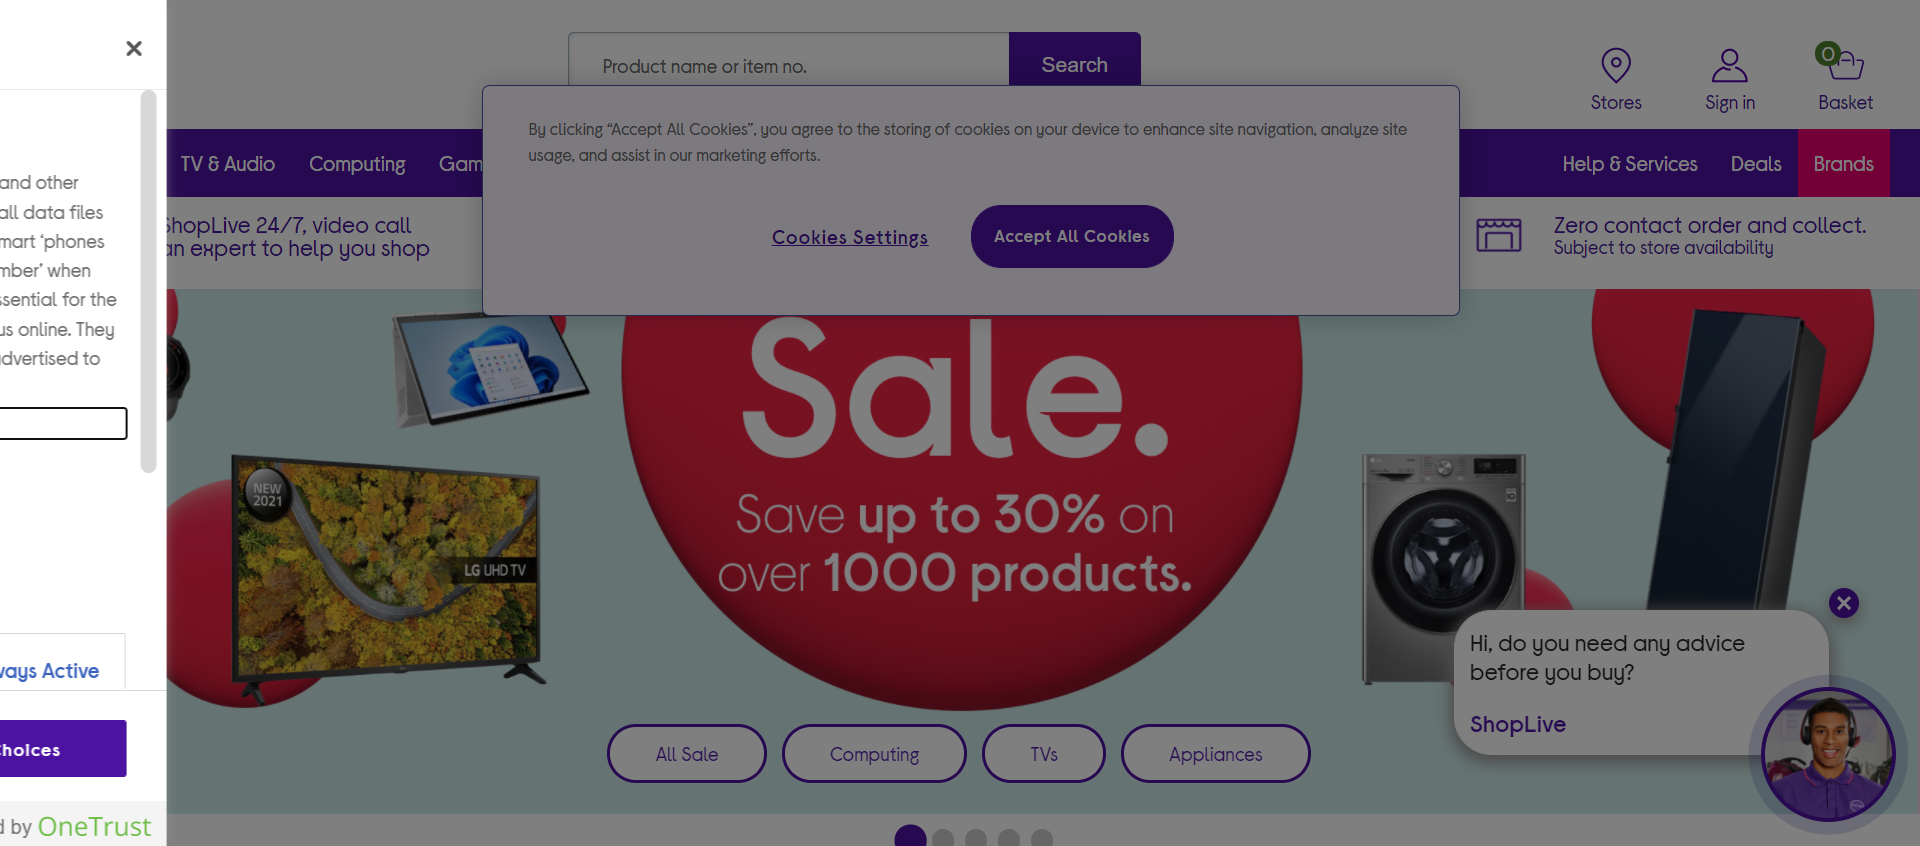 Product name or item no.
Search
0
Stores
Sign in
Basket
TV & Audio
Computing
Gam
Help & Services
Deals
Brands
By clicking “Accept All Cookies”, you agree to the storing of cookies on your device to enhance site navigation, analyze site
usage, and assist in our marketing efforts.
Cookies Settings
Accept All Cookies
ShopLive 24/7, video call
an expert to help you shop
Zero contact order and collect.
Subject to store availability
and other
all data files
mart ‘phones
mber’ when
ssential for the
us online. They
advertised to
ways Active
Choices
d by OneTrust
Sale.
Save up to 30% on
over 1000 products.
NEW
2021
LG UHD TV
All Sale
Computing
TVs
Appliances
Hi, do you need any advice
before you buy?
ShopLive